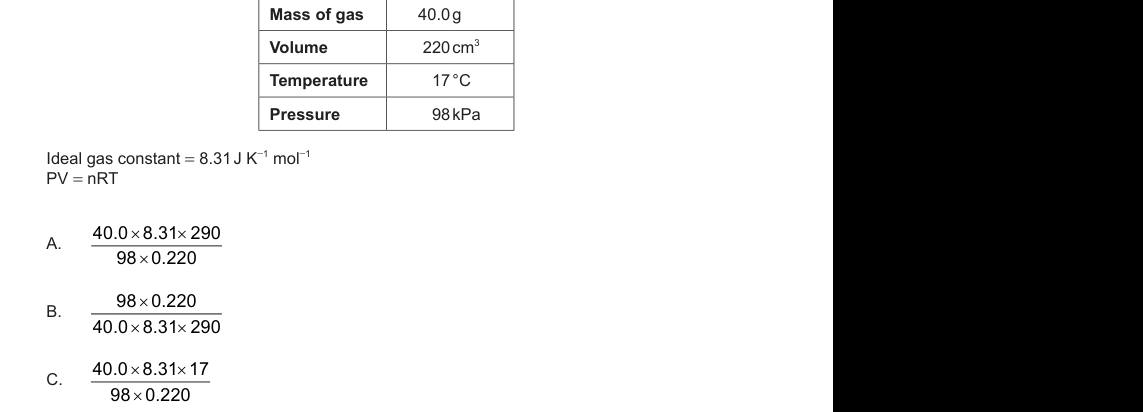 Mass of gas 40.0 g
Volume 220 cm³
Temperature 17 °C
Pressure 98 kPa
Ideal gas constant = 8.31 J K⁻¹ mol⁻¹
PV = nRT
A. 40.0 × 8.31 × 290
98 × 0.220
B. 98 × 0.220
40.0 × 8.31 × 290
C. 40.0 × 8.31 × 17
98 × 0.220